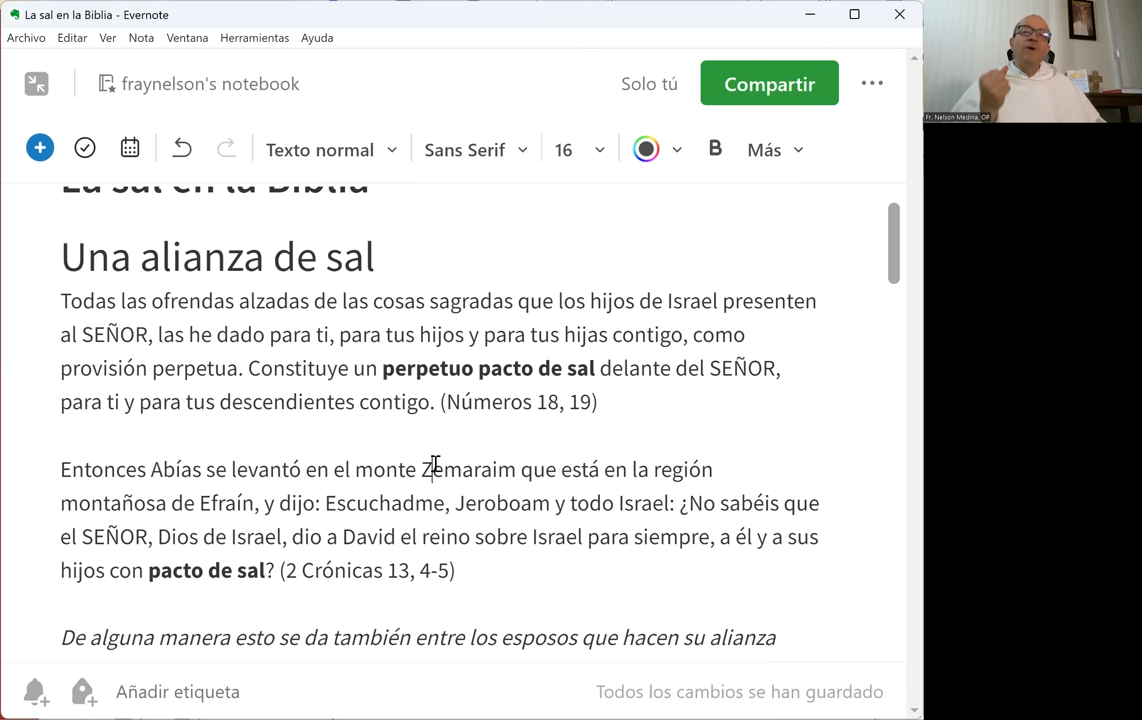 La sal en la Biblia - Evernote
Archivo Editar Ver Nota Ventana Herramientas Ayuda
fraynelson's notebook
Solo tú
Compartir
Texto normal
Sans Serif
16
B
Más
La sal en la Biblia
Una alianza de sal
Todas las ofrendas alzadas de las cosas sagradas que los hijos de Israel presenten
al SEÑOR, las he dado para ti, para tus hijos y para tus hijas contigo, como
provisión perpetua. Constituye un perpetuo pacto de sal delante del SEÑOR,
para ti y para tus descendientes contigo. (Números 18, 19)
Entonces Abías se levantó en el monte Zemaraim que está en la región
montañosa de Efraín, y dijo: Escuchadme, Jeroboam y todo Israel: ¿No sabéis que
el SEÑOR, Dios de Israel, dio a David el reino sobre Israel para siempre, a él y a sus
hijos con pacto de sal? (2 Crónicas 13, 4-5)
De alguna manera esto se da también entre los esposos que hacen su alianza
Añadir etiqueta
Todos los cambios se han guardado
Fr. Nelson Medina, OP